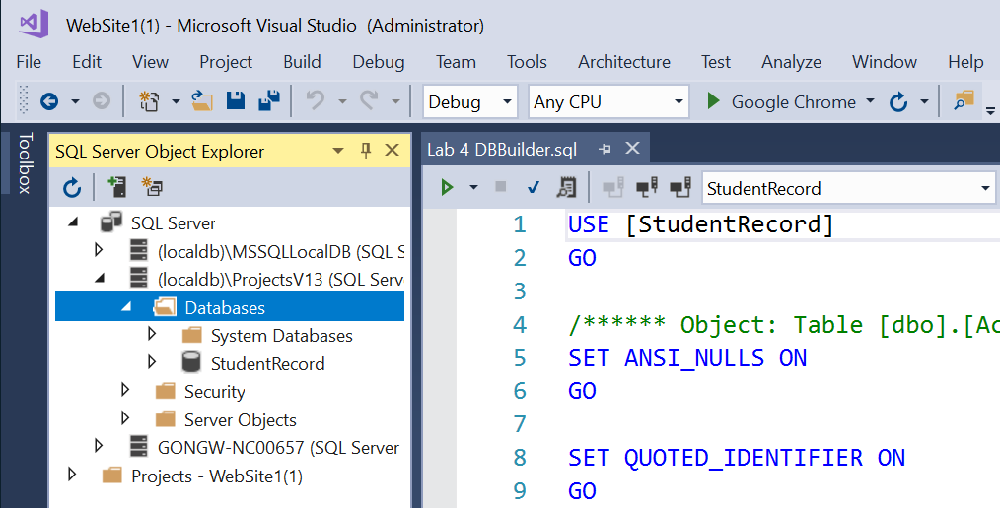 WebSite1(1) - Microsoft Visual Studio (Administrator)
File Edit View Project Build Debug Team Tools Architecture Test Analyze Window Help
Debug Any CPU Google Chrome
Toolbox
SQL Server Object Explorer
SQL Server
(localdb)\MSSQLLocalDB (SQL S
(localdb)\ProjectsV13 (SQL Serv
Databases
System Databases
StudentRecord
Security
Server Objects
GONGW-NC00657 (SQL Server
Projects - WebSite1(1)
Lab 4 DBBuilder.sql
StudentRecord
1 USE [StudentRecord]
2 GO
3
4 /****** Object: Table [dbo].[Ac
5 SET ANSI_NULLS ON
6 GO
7
8 SET QUOTED_IDENTIFIER ON
9 GO